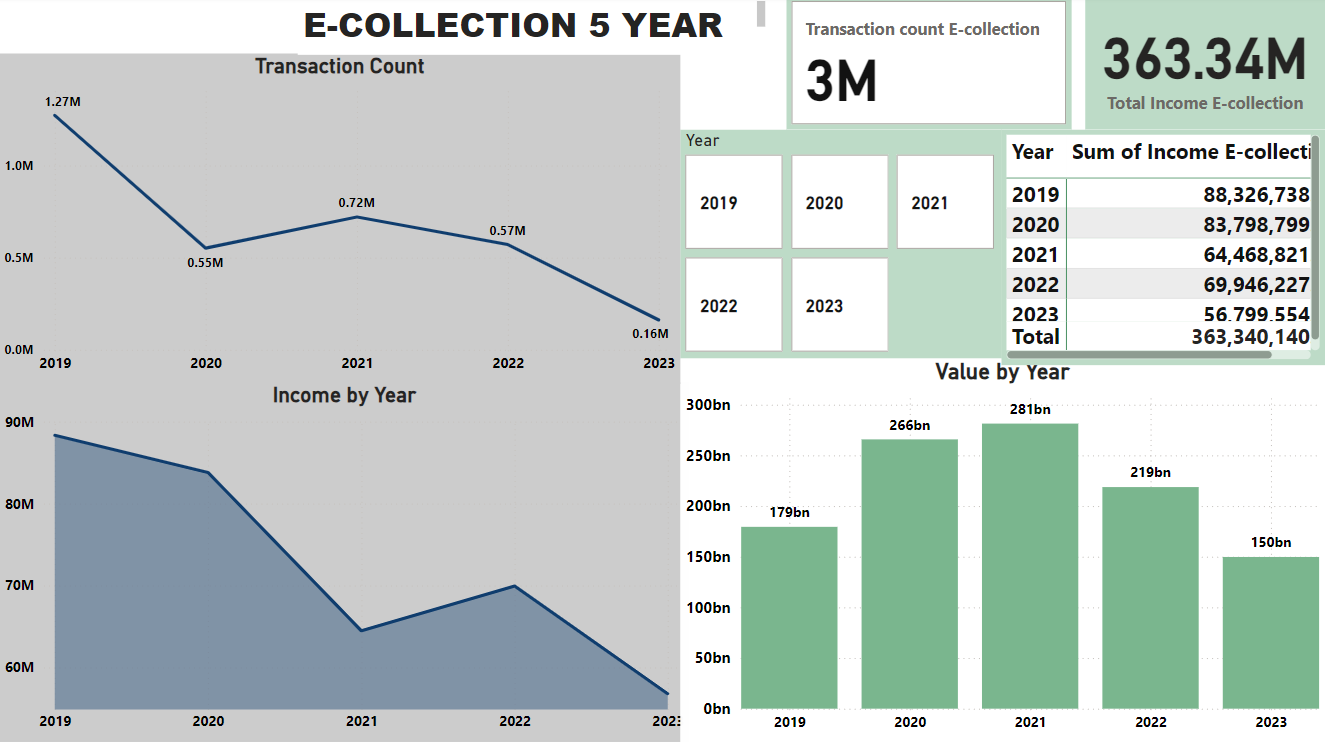 E-COLLECTION 5 YEAR
Transaction Count
1.27M
1.0M
0.72M
0.57M
0.5M
0.55M
0.16M
0.0M
2019 2020 2021 2022 2023
Income by Year
90M
80M
70M
60M
2019 2020 2021 2022 2023
Transaction count E-collection
3M
363.34M
Total Income E-collection
Year
2019 2020 2021
2022 2023
Year Sum of Income E-collecti
2019 88,326,738
2020 83,798,799
2021 64,468,821
2022 69,946,227
2023 56,799,554
Total 363,340,140
Value by Year
300bn
281bn
266bn
250bn
219bn
200bn
179bn
150bn
150bn
100bn
50bn
0bn
2019 2020 2021 2022 2023